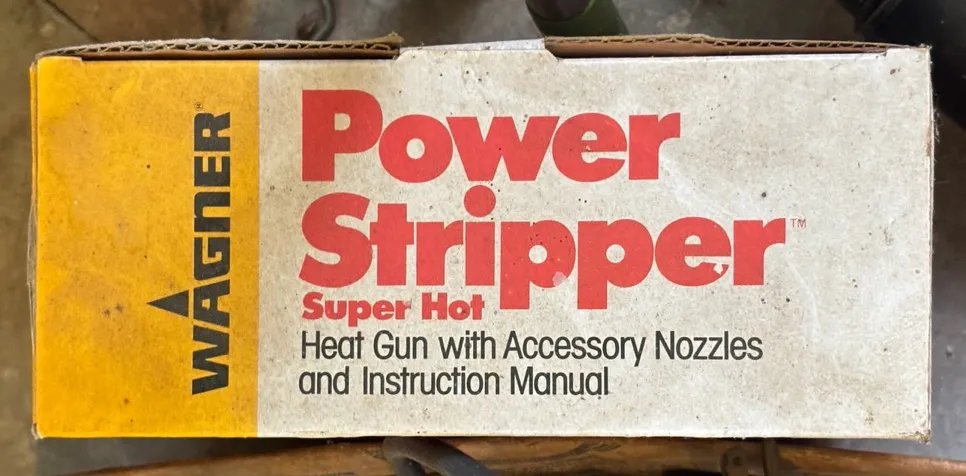 WAGNER®
Power
Stripper™
Super Hot
Heat Gun with Accessory Nozzles
and Instruction Manual